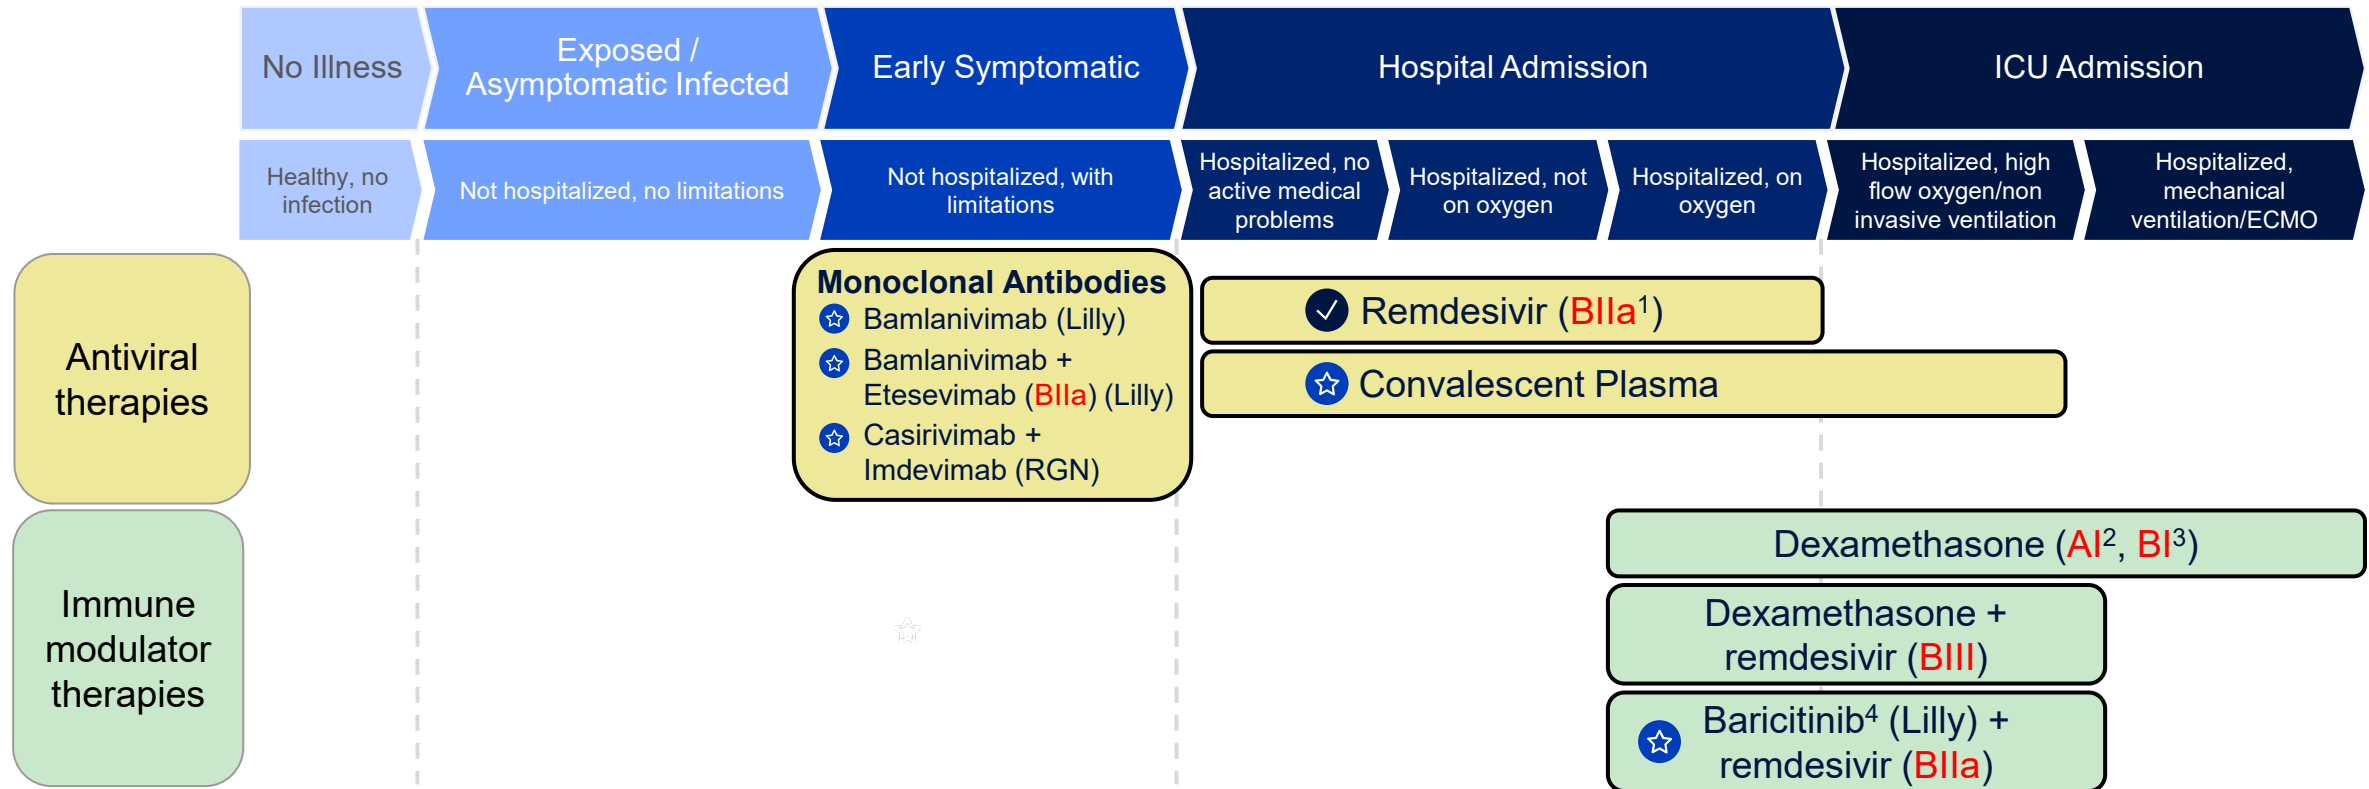 No Illness
Exposed /
Asymptomatic Infected
Early Symptomatic
Hospital Admission
ICU Admission
Healthy, no
infection
Not hospitalized, no limitations
Not hospitalized, with
limitations
Hospitalized, no
active medical
problems
Hospitalized, not
on oxygen
Hospitalized, on
oxygen
Hospitalized, high
flow oxygen/non
invasive ventilation
Hospitalized,
mechanical
ventilation/ECMO
Antiviral
therapies
Monoclonal Antibodies
Bamlanivimab (Lilly)
Bamlanivimab +
Etesevimab (BIIa) (Lilly)
Casirivimab +
Imdevimab (RGN)
Remdesivir (BIIa¹)
Convalescent Plasma
Immune
modulator
therapies
Dexamethasone (AI², BI³)
Dexamethasone +
remdesivir (BIII)
Baricitinib⁴ (Lilly) +
remdesivir (BIIa)